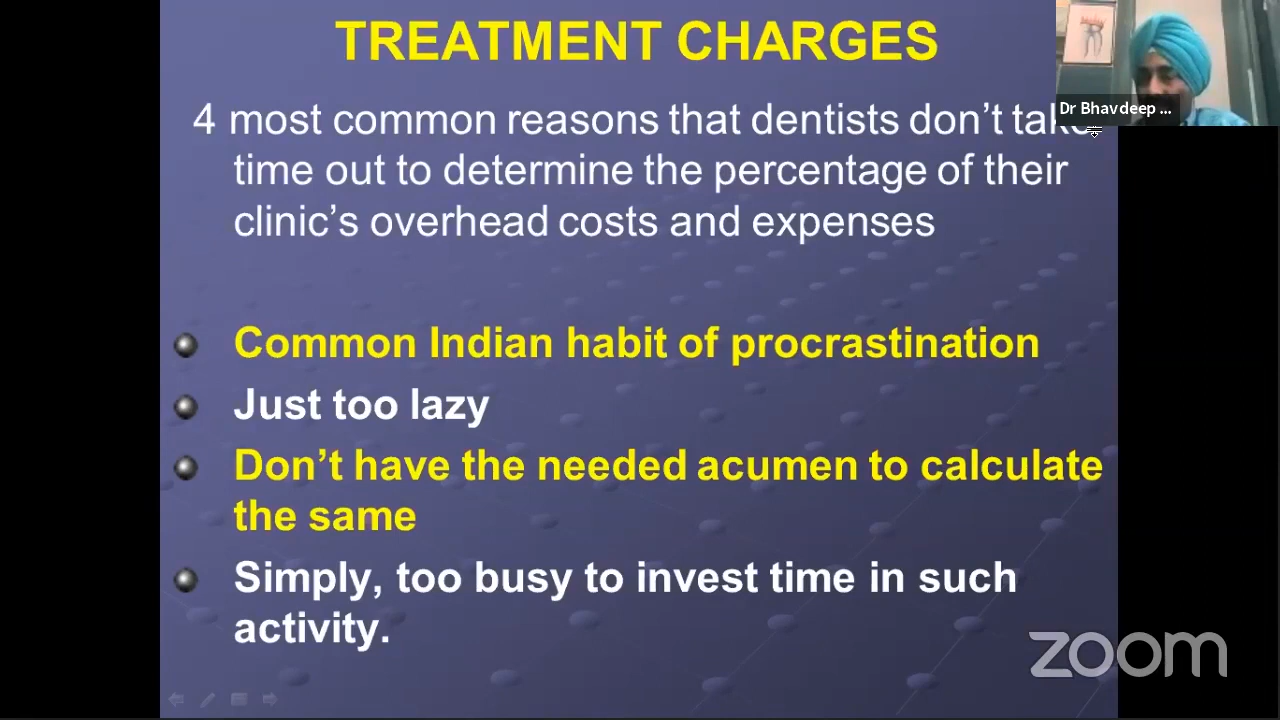 TREATMENT CHARGES
Dr Bhavdeep ...
4 most common reasons that dentists don't take
time out to determine the percentage of their
clinic's overhead costs and expenses
Common Indian habit of procrastination
Just too lazy
Don't have the needed acumen to calculate
the same
Simply, too busy to invest time in such
activity.
zoom